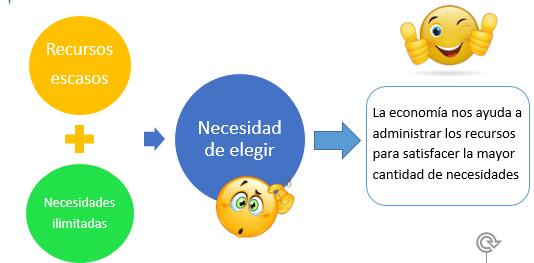 Recursos
escasos
Necesidades
ilimitadas
Necesidad
de elegir
La economía nos ayuda a
administrar los recursos
para satisfacer la mayor
cantidad de necesidades